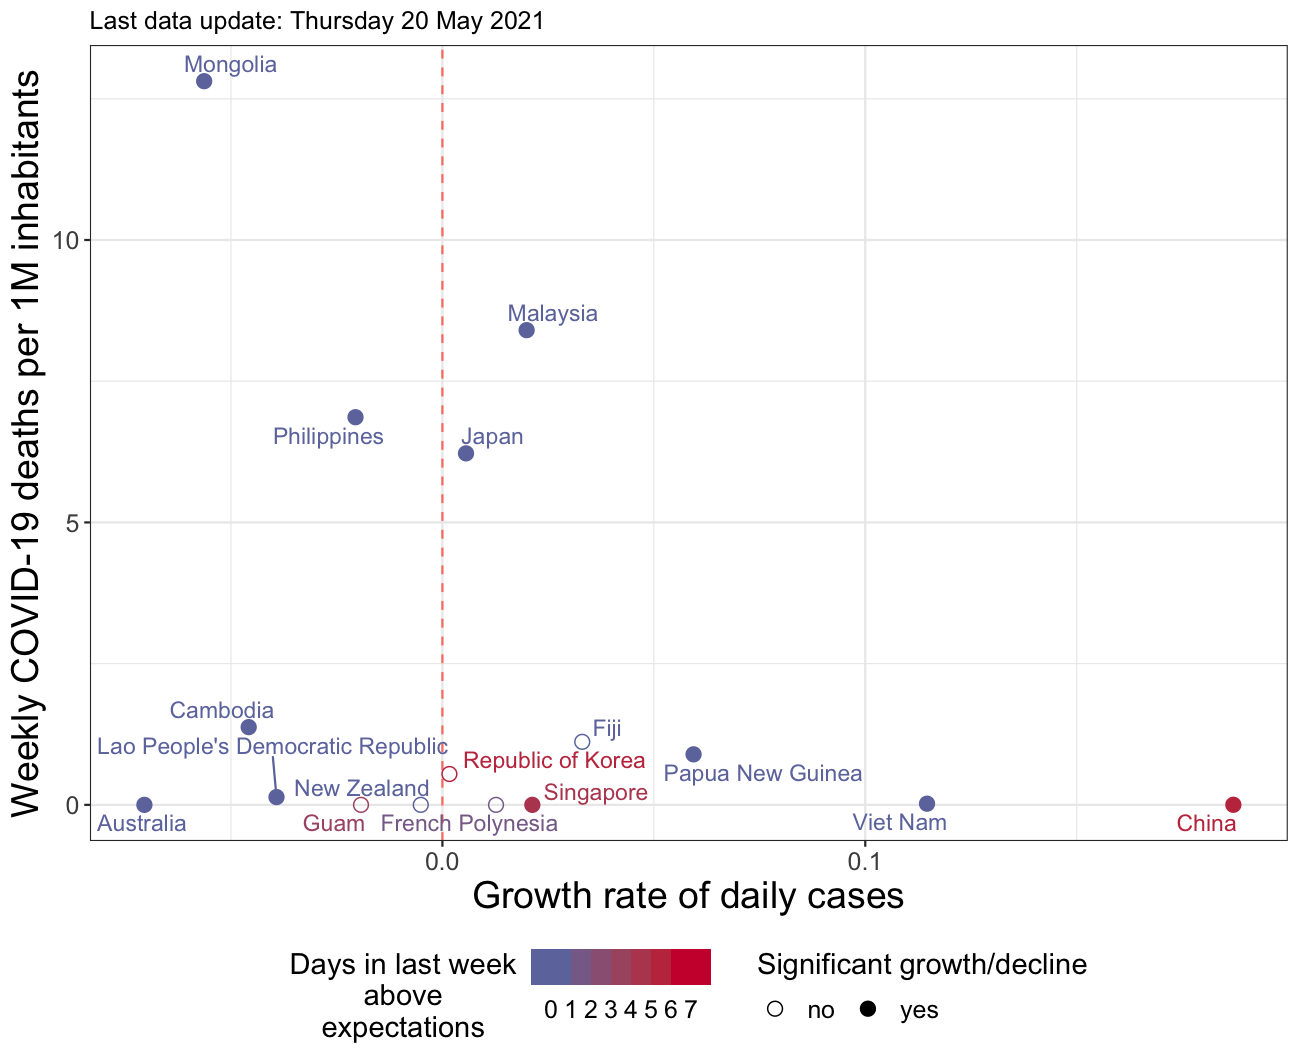 Last data update: Thursday 20 May 2021
Weekly COVID-19 deaths per 1M inhabitants
Mongolia
10
Malaysia
Philippines
Japan
5
Cambodia
Fiji
Lao People's Democratic Republic
Republic of Korea
Papua New Guinea
New Zealand
Singapore
0
Australia
Guam
French Polynesia
Viet Nam
China
0.0
0.1
Growth rate of daily cases
Days in last week
above
expectations
0 1 2 3 4 5 6 7
Significant growth/decline
no
yes